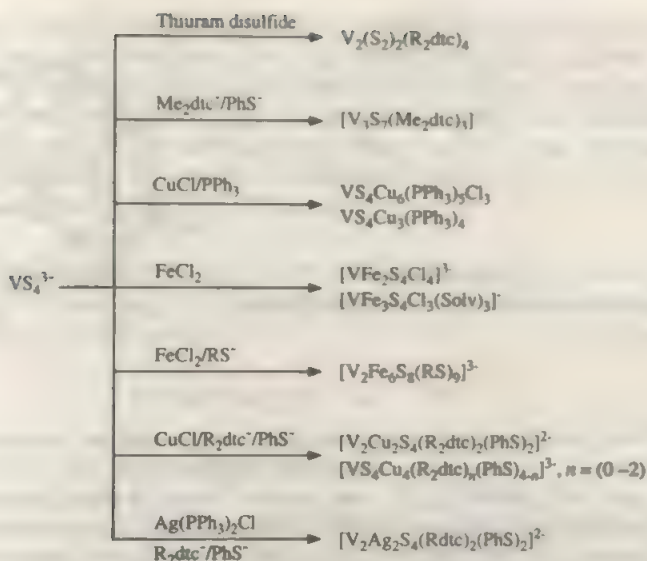 Thiuram disulfide
V₂(S₂)₂(R₂dtc)₄
Me₂dtc⁻/PhS⁻
[V₃S₇(Me₂dtc)₃]
CuCl/PPh₃
VS₄Cu₆(PPh₃)₅Cl₃
VS₄Cu₃(PPh₃)₄
VS₄³⁻
FeCl₂
[VFe₂S₄Cl₄]³⁻
[VFe₃S₄Cl₃(Solv)₃]⁻
FeCl₂/RS⁻
[V₂Fe₆S₈(RS)₉]³⁻
CuCl/R₂dtc⁻/PhS⁻
[V₂Cu₂S₄(R₂dtc)₂(PhS)₂]²⁻
[VS₄Cu₄(R₂dtc)ₙ(PhS)₄₋ₙ]³⁻, n = (0 –2)
Ag(PPh₃)₂Cl
R₂dtc⁻/PhS⁻
[V₂Ag₂S₄(Rdtc)₂(PhS)₂]²⁻